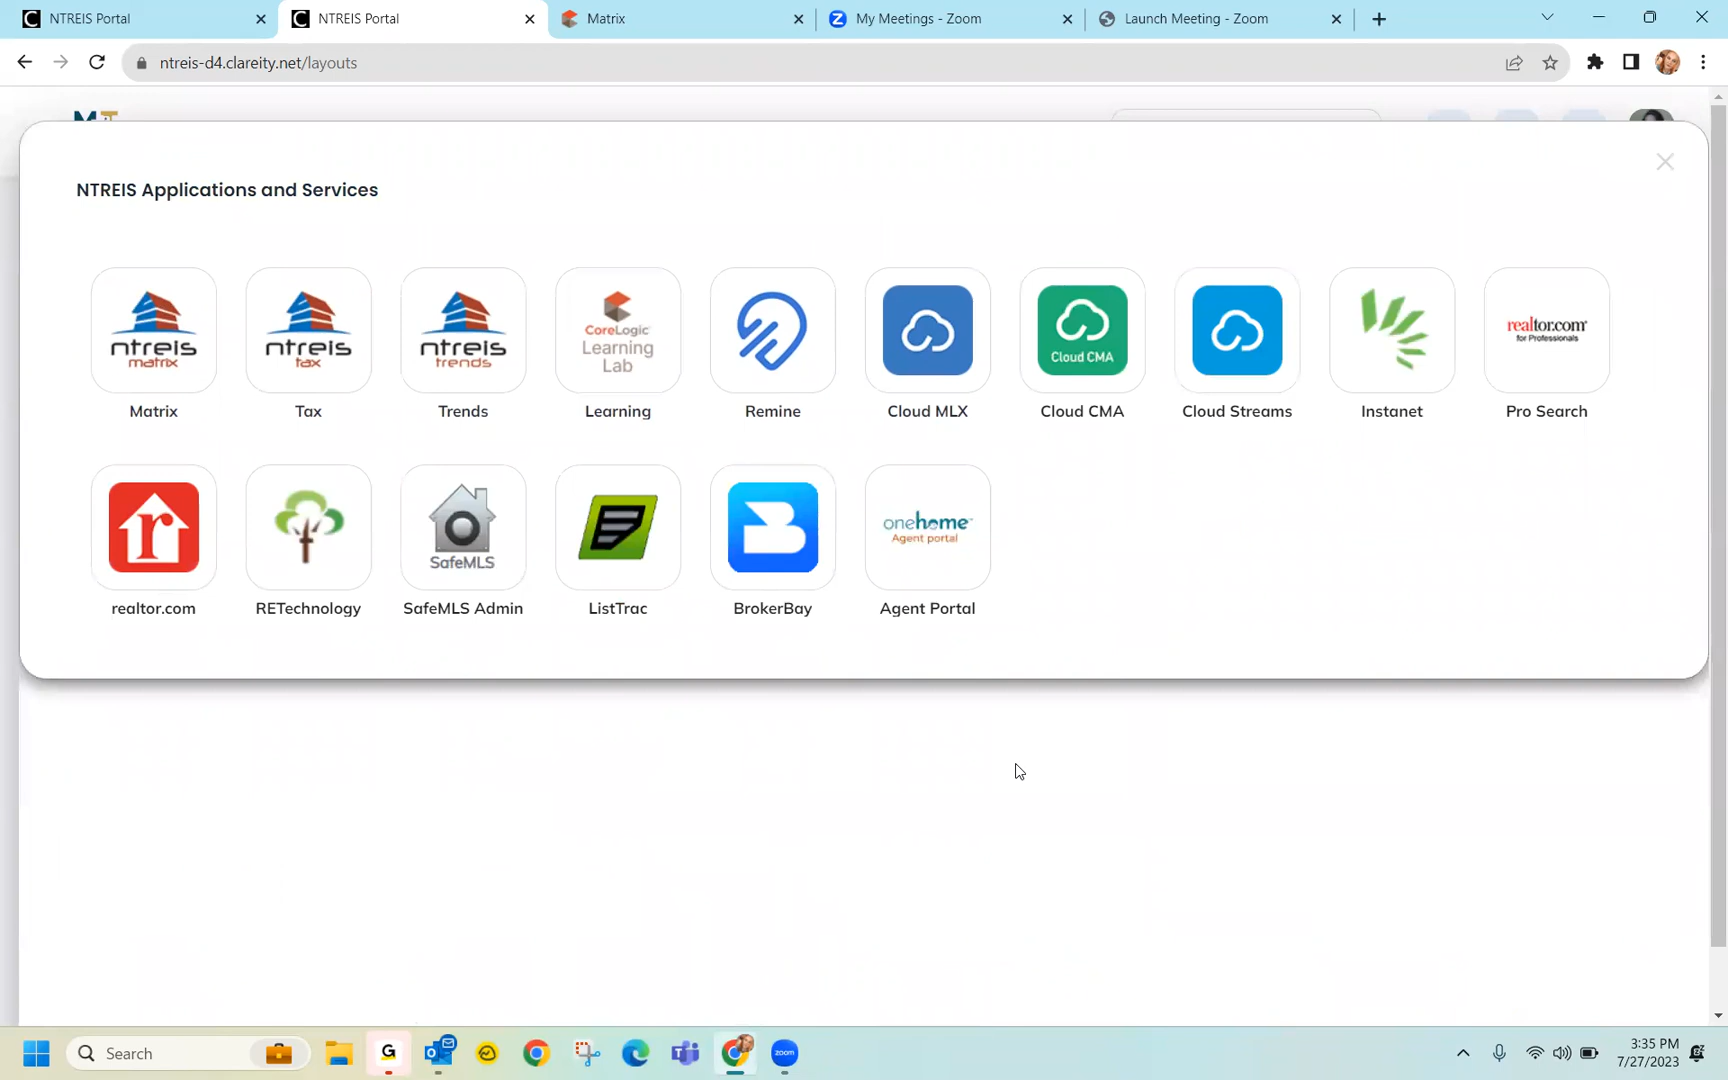 NTREIS Portal
NTREIS Portal
Matrix
My Meetings - Zoom
Launch Meeting - Zoom
ntreis-d4.clareity.net/layouts
NTREIS Applications and Services
ntreis
matrix
ntreis
tax
ntreis
trends
CoreLogic
Learning
Lab
Cloud CMA
realtor.com
for Professionals
Matrix
Tax
Trends
Learning
Remine
Cloud MLX
Cloud CMA
Cloud Streams
Instanet
Pro Search
r
SafeMLS
onehome™
Agent portal
realtor.com
RETechnology
SafeMLS Admin
ListTrac
BrokerBay
Agent Portal
Search
G
zoom
3:35 PM
7/27/2023